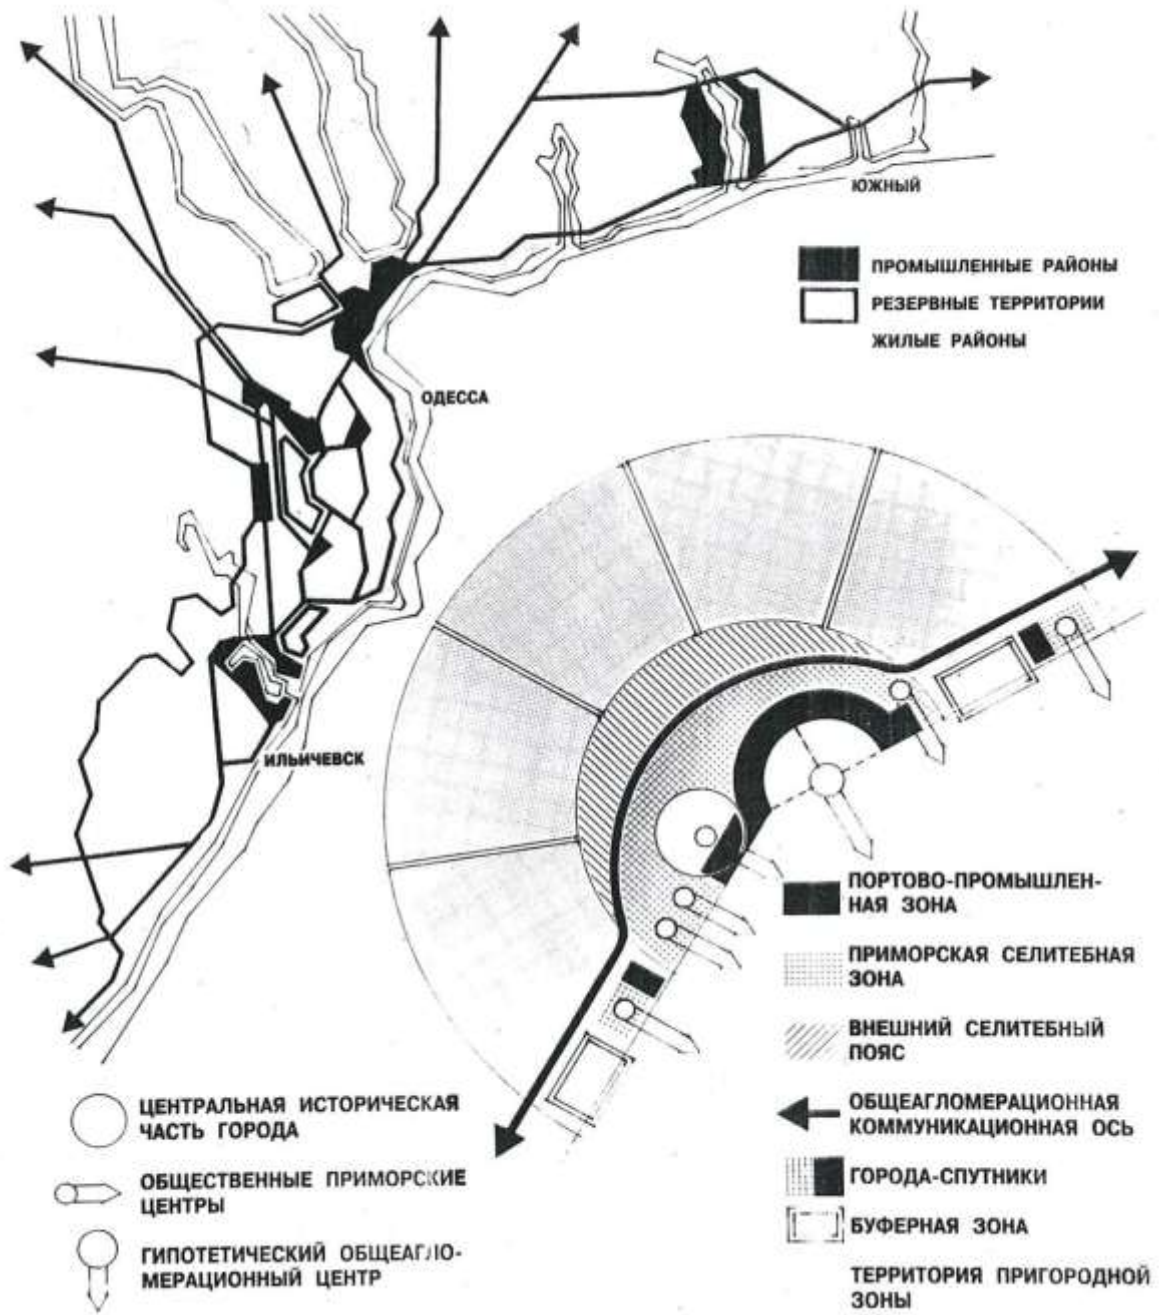 ЮЖНЫЙ
ПРОМЫШЛЕННЫЕ РАЙОНЫ
РЕЗЕРВНЫЕ ТЕРРИТОРИИ
ЖИЛЫЕ РАЙОНЫ
ОДЕССА
ИЛЬИЧЕВСК
ПОРТОВО-ПРОМЫШЛЕН-
НАЯ ЗОНА
ПРИМОРСКАЯ СЕЛИТЕБНАЯ
ЗОНА
ВНЕШНИЙ СЕЛИТЕБНЫЙ
ПОЯС
ОБЩЕАГЛОМЕРАЦИОННАЯ
КОММУНИКАЦИОННАЯ ОСЬ
ГОРОДА-СПУТНИКИ
БУФЕРНАЯ ЗОНА
ТЕРРИТОРИЯ ПРИГОРОДНОЙ
ЗОНЫ
ЦЕНТРАЛЬНАЯ ИСТОРИЧЕСКАЯ
ЧАСТЬ ГОРОДА
ОБЩЕСТВЕННЫЕ ПРИМОРСКИЕ
ЦЕНТРЫ
ГИПОТЕТИЧЕСКИЙ ОБЩЕАГЛО-
МЕРАЦИОННЫЙ ЦЕНТР